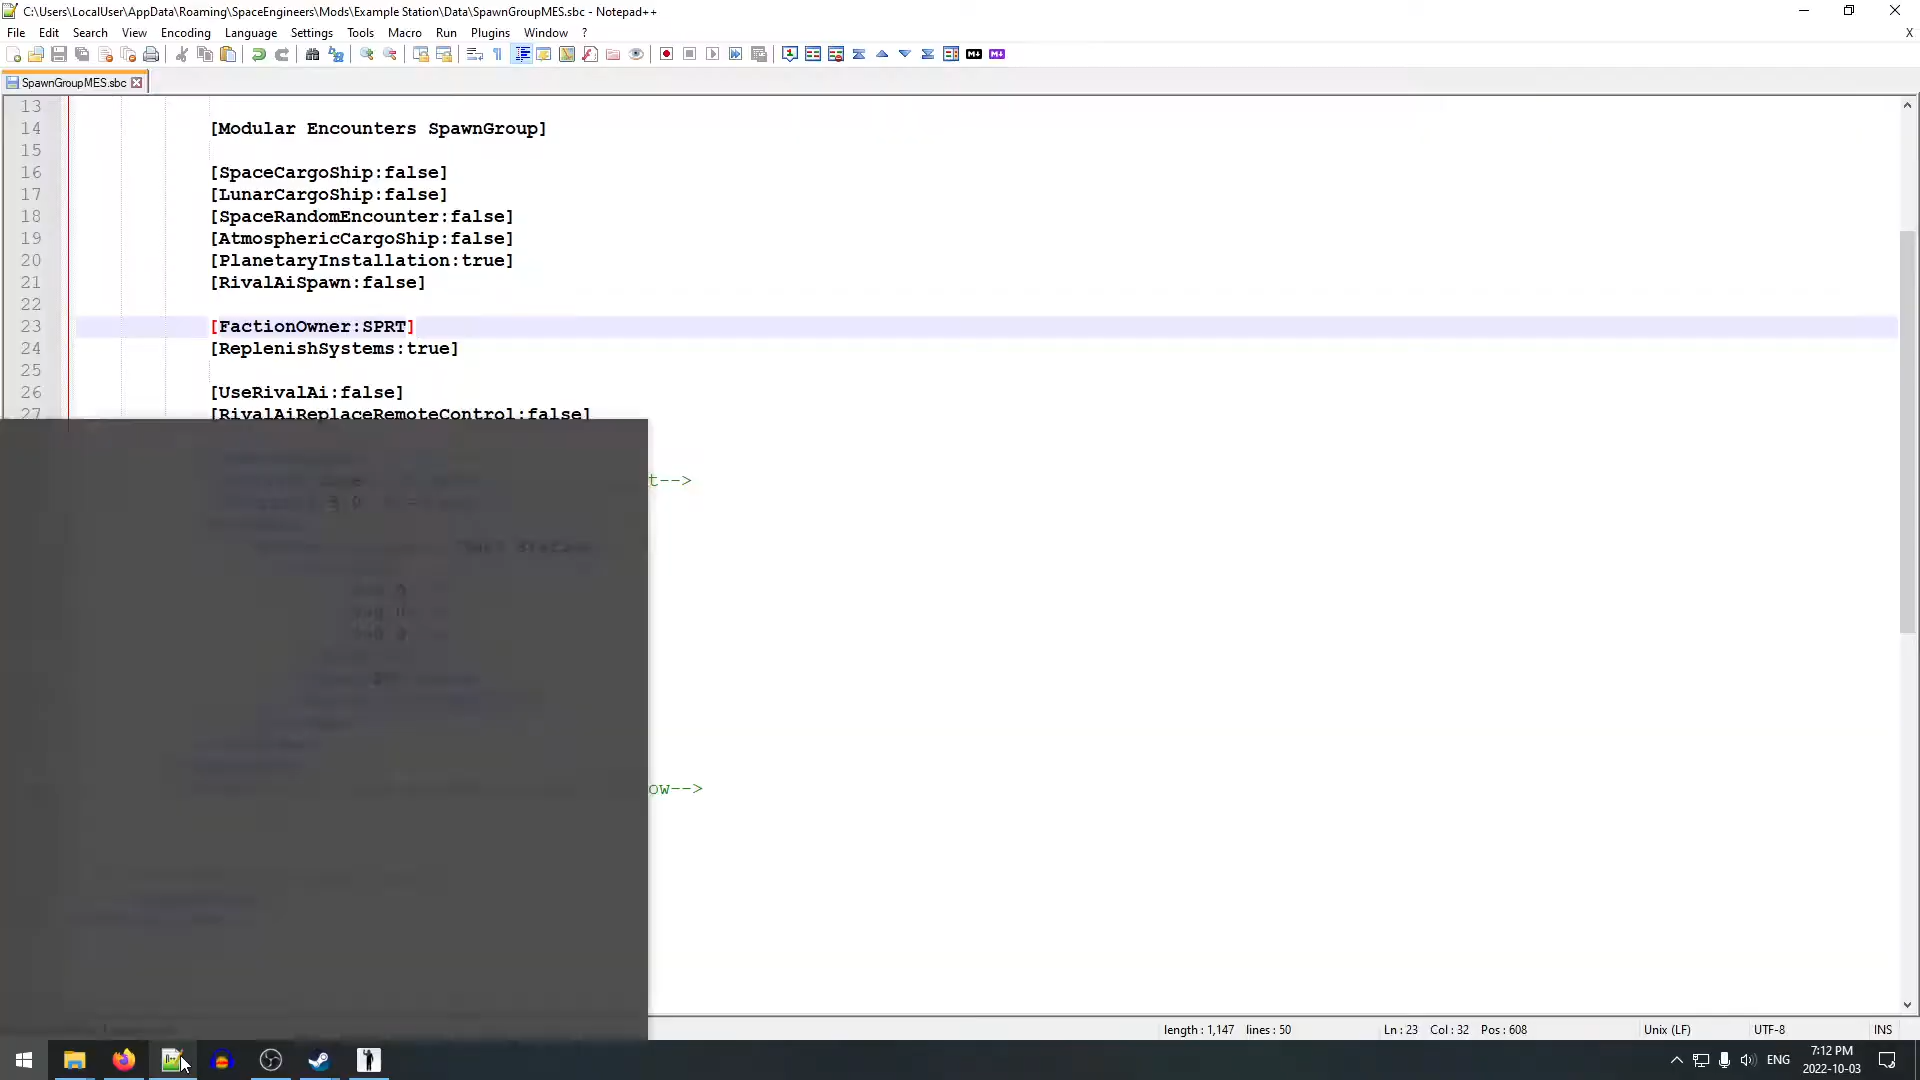 C:\Users\LocalUser\AppData\Roaming\SpaceEngineers\Mods\Example Station\Data\SpawnGroupMES.sbc - Notepad++
File Edit Search View Encoding Language Settings Tools Macro Run Plugins Window ? X
SpawnGroupMES.sbc
13
14 [Modular Encounters SpawnGroup]
15
16 [SpaceCargoShip:false]
17 [LunarCargoShip:false]
18 [SpaceRandomEncounter:false]
19 [AtmosphericCargoShip:false]
20 [PlanetaryInstallation:true]
21 [RivalAiSpawn:false]
22
23 [FactionOwner:SPRT]
24 [ReplenishSystems:true]
25
26 [UseRivalAi:false]
27 [RivalAiReplaceRemoteControl:false]
t-->
ow-->
length : 1,147 lines : 50 Ln : 23 Col : 32 Pos : 608 Unix (LF) UTF-8 INS
ENG 7:12 PM
2022-10-03